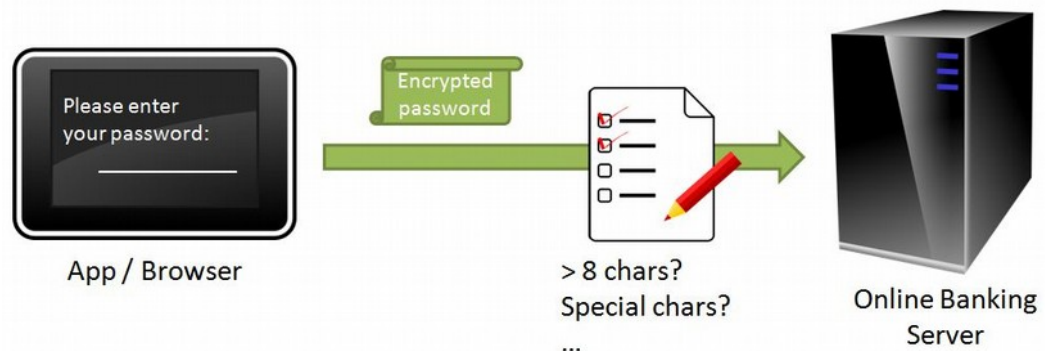 Please enter
your password:
Encrypted
password
App / Browser
> 8 chars?
Special chars?
...
Online Banking
Server